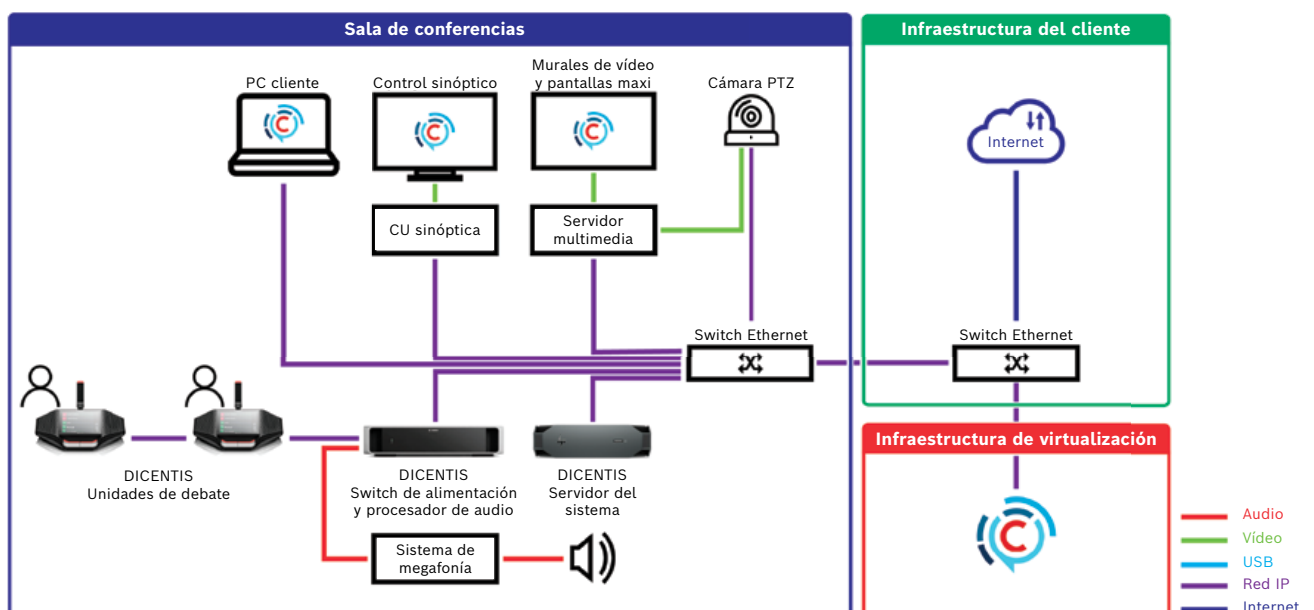 Sala de conferencias
Infraestructura del cliente
PC cliente
Control sinóptico
Murales de vídeo
y pantallas maxi
Cámara PTZ
C
C
C
Internet
CU sinóptica
Servidor
multimedia
Switch Ethernet
Switch Ethernet
DICENTIS
Unidades de debate
DICENTIS
Switch de alimentación
y procesador de audio
DICENTIS
Servidor del
sistema
Sistema de
megafonía
Infraestructura de virtualización
C
Audio
Vídeo
USB
Red IP
Internet